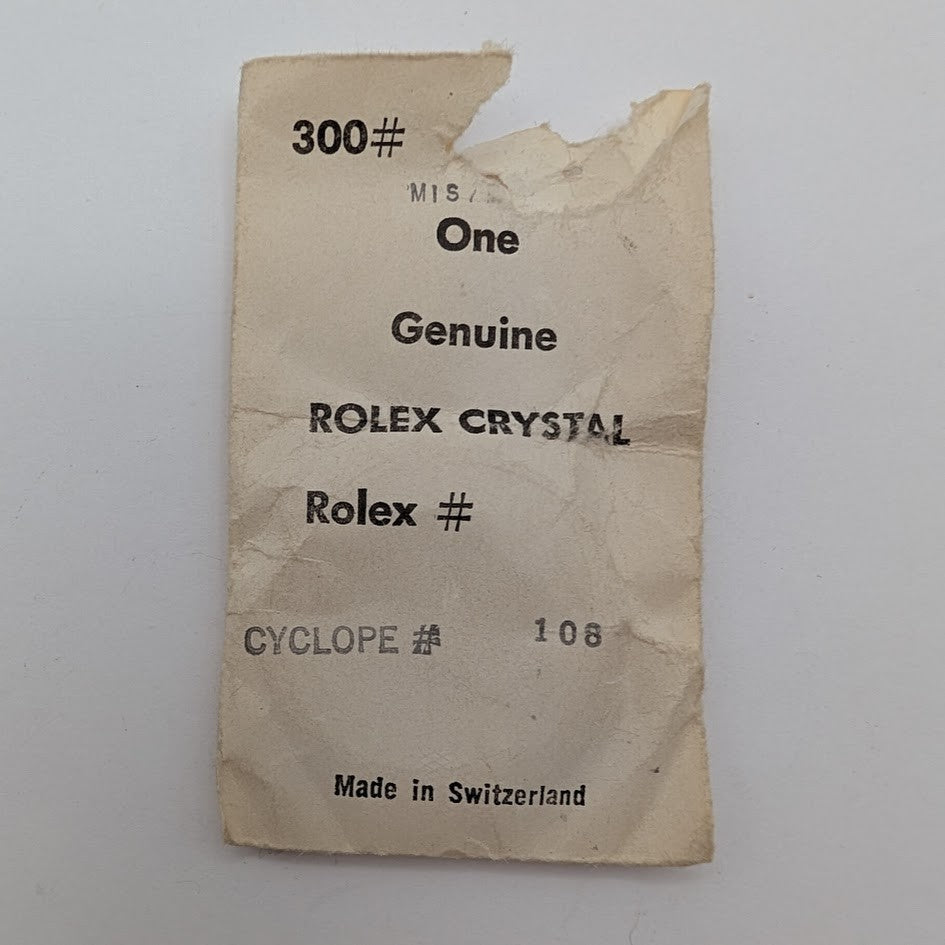 300#
One
Genuine
ROLEX CRYSTAL
Rolex #
CYCLOPE # 108
Made in Switzerland